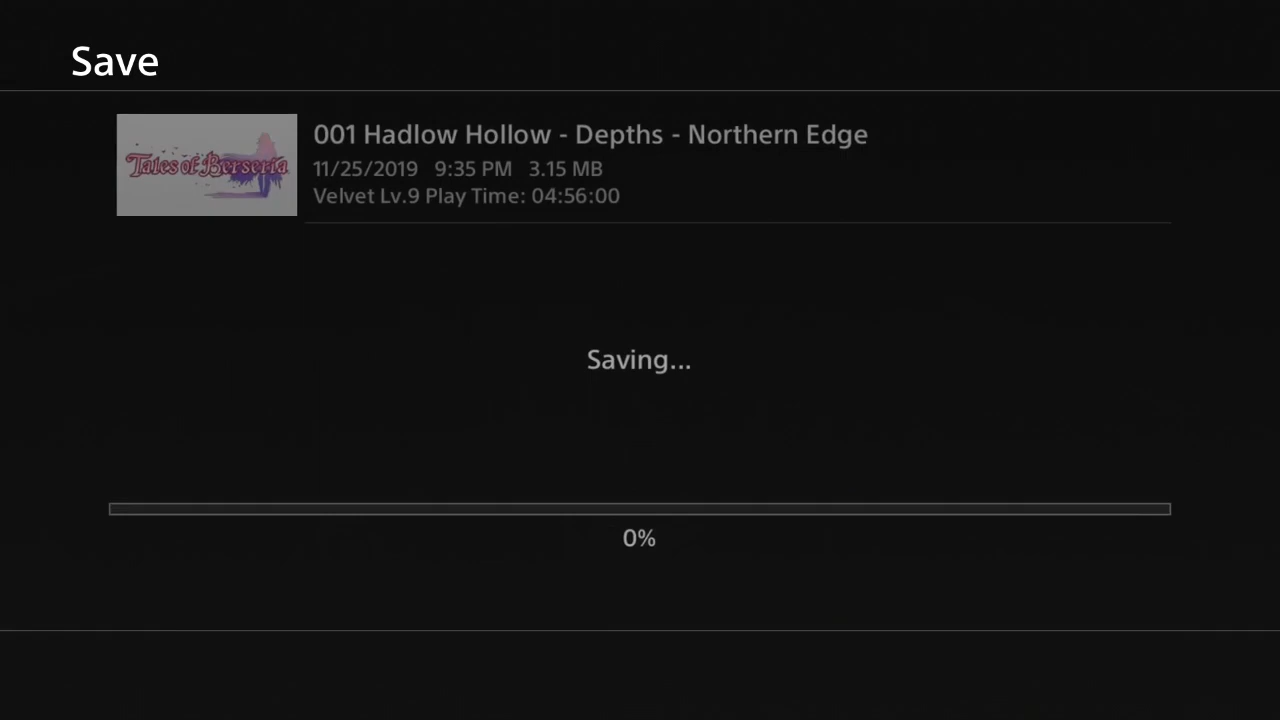 Save
Tales of Berseria
001 Hadlow Hollow - Depths - Northern Edge
11/25/2019 9:35 PM 3.15 MB
Velvet Lv.9 Play Time: 04:56:00
Saving...
0%